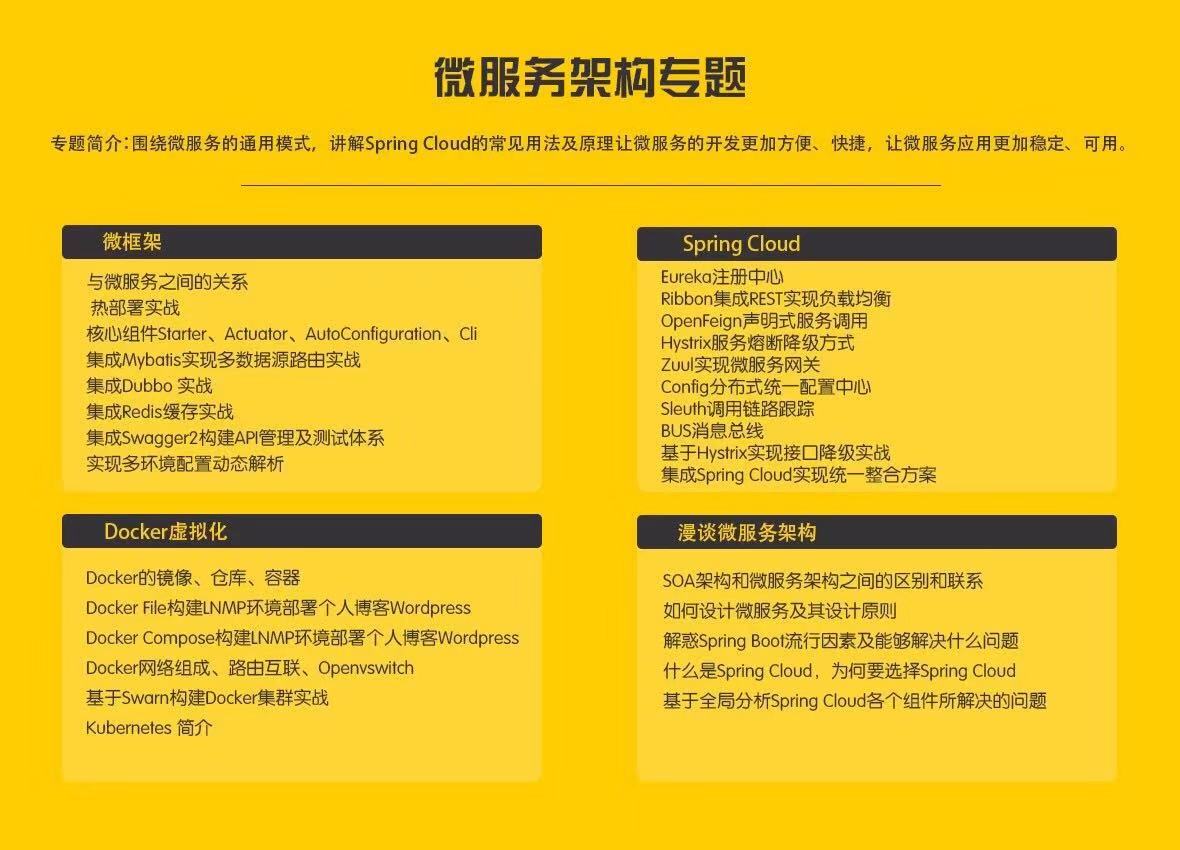 微服务架构专题
专题简介:围绕微服务的通用模式，讲解Spring Cloud的常见用法及原理让微服务的开发更加方便、快捷，让微服务应用更加稳定、可用。
微框架
与微服务之间的关系
热部署实战
核心组件Starter、Actuator、AutoConfiguration、Cli
集成Mybatis实现多数据源路由实战
集成Dubbo 实战
集成Redis缓存实战
集成Swagger2构建API管理及测试体系
实现多环境配置动态解析
Spring Cloud
Eureka注册中心
Ribbon集成REST实现负载均衡
OpenFeign声明式服务调用
Hystrix服务熔断降级方式
Zuul实现微服务网关
Config分布式统一配置中心
Sleuth调用链路跟踪
BUS消息总线
基于Hystrix实现接口降级实战
集成Spring Cloud实现统一整合方案
Docker虚拟化
Docker的镜像、仓库、容器
Docker File构建LNMP环境部署个人博客Wordpress
Docker Compose构建LNMP环境部署个人博客Wordpress
Docker网络组成、路由互联、Openvswitch
基于Swarn构建Docker集群实战
Kubernetes 简介
漫谈微服务架构
SOA架构和微服务架构之间的区别和联系
如何设计微服务及其设计原则
解惑Spring Boot流行因素及能够解决什么问题
什么是Spring Cloud，为何要选择Spring Cloud
基于全局分析Spring Cloud各个组件所解决的问题